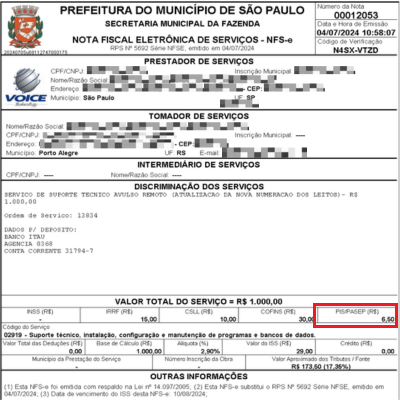 PREFEITURA DO MUNICÍPIO DE SÃO PAULO
SECRETARIA MUNICIPAL DA FAZENDA
NOTA FISCAL ELETRÔNICA DE SERVIÇOS - NFS-e
RPS Nº 5692 Série NFSE, emitido em 04/07/2024
Número da Nota
00012053
Data e Hora de Emissão
04/07/2024 10:58:07
Código de Verificação
N4SX-VTZD
PRESTADOR DE SERVIÇOS
CPF/CNPJ: Inscrição Municipal:
Nome/Razão Social:
Endereço: - CEP:
Município: São Paulo UF: SP
VOICE
Technology
TOMADOR DE SERVIÇOS
Nome/Razão Social:
CPF/CNPJ: Inscrição Municipal: ----
Endereço: - CEP:
Município: Porto Alegre UF: RS E-mail:
INTERMEDIÁRIO DE SERVIÇOS
CPF/CNPJ: ---- Nome/Razão Social: ----
DISCRIMINAÇÃO DOS SERVIÇOS
SERVICO DE SUPORTE TECNICO AVULSO REMOTO (ATUALIZACAO DA NOVA NUMERACAO DOS LEITOS)- R$
1.000,00
Ordem de Servico: 12834
DADOS P/ DEPOSITO:
BANCO ITAU
AGENCIA 8368
CONTA CORRENTE 31794-7
VALOR TOTAL DO SERVIÇO = R$ 1.000,00
INSS (R$) IRRF (R$) CSLL (R$) COFINS (R$) PIS/PASEP (R$)
- 15,00 10,00 30,00 6,50
Código do Serviço
02919 - Suporte técnico, instalação, configuração e manutenção de programas e bancos de dados.
Valor Total das Deduções (R$) Base de Cálculo (R$) Alíquota (%) Valor do ISS (R$) Crédito (R$)
0,00 1.000,00 2,90% 29,00 0,00
Município da Prestação do Serviço Número Inscrição da Obra Valor Aproximado dos Tributos / Fonte
- - R$ 173,50 (17,35%)
OUTRAS INFORMAÇÕES
(1) Esta NFS-e foi emitida com respaldo na Lei nº 14.097/2005; (2) Esta NFS-e substitui o RPS Nº 5692 Série NFSE, emitido
em 04/07/2024; (3) Data de vencimento do ISS desta NFS-e: 10/08/2024;